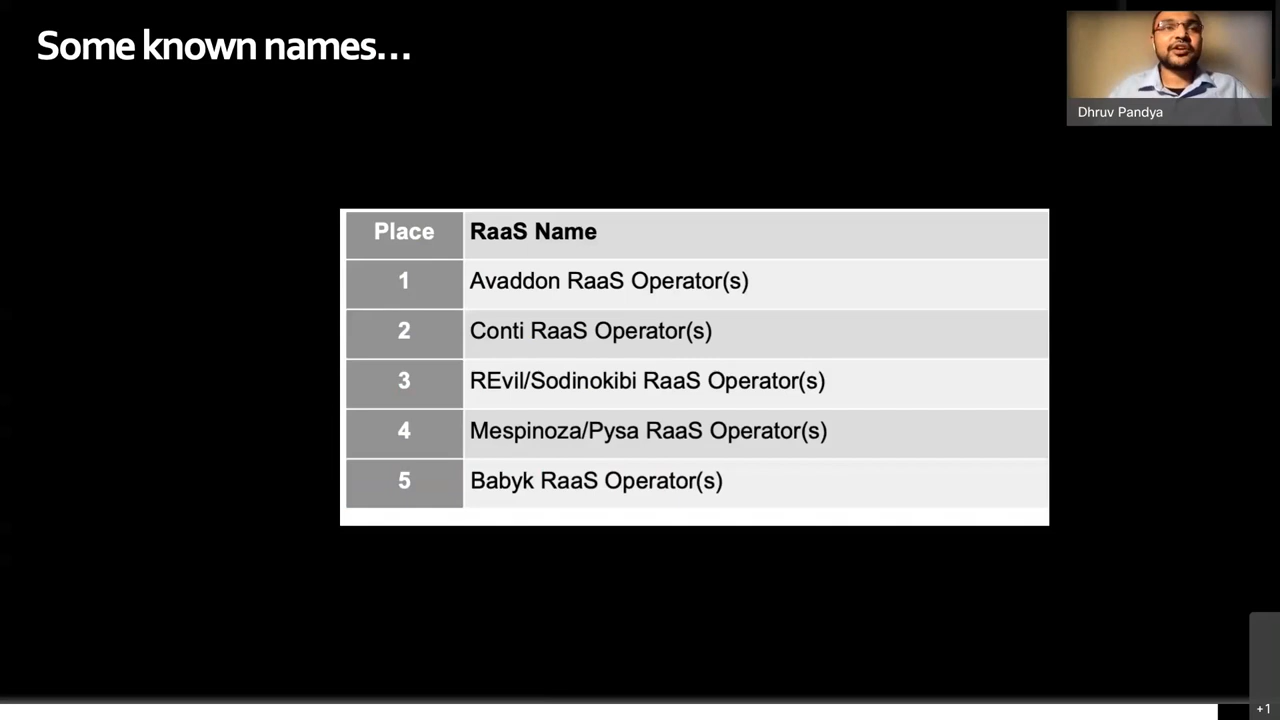 Some known names...
Dhruv Pandya
Place RaaS Name
1 Avaddon RaaS Operator(s)
2 Conti RaaS Operator(s)
3 REvil/Sodinokibi RaaS Operator(s)
4 Mespinoza/Pysa RaaS Operator(s)
5 Babyk RaaS Operator(s)
+1